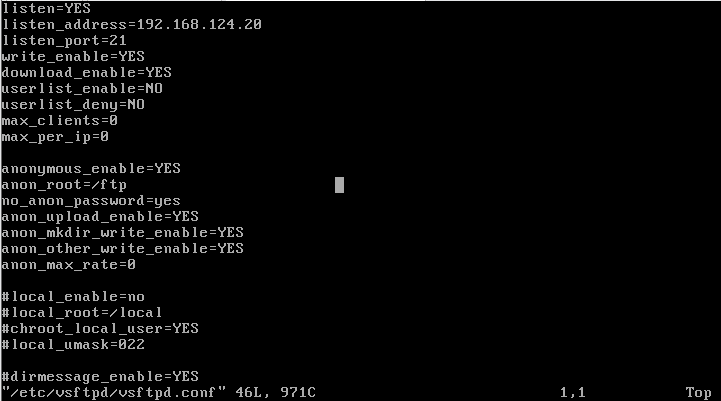 listen=YES
listen_address=192.168.124.20
listen_port=21
write_enable=YES
download_enable=YES
userlist_enable=NO
userlist_deny=NO
max_clients=0
max_per_ip=0
anonymous_enable=YES
anon_root=/ftp
no_anon_password=yes
anon_upload_enable=YES
anon_mkdir_write_enable=YES
anon_other_write_enable=YES
anon_max_rate=0
#local_enable=no
#local_root=/local
#chroot_local_user=YES
#local_umask=022
#dirmessage_enable=YES
"/etc/vsftpd/vsftpd.conf" 46L, 971C 1,1 Top